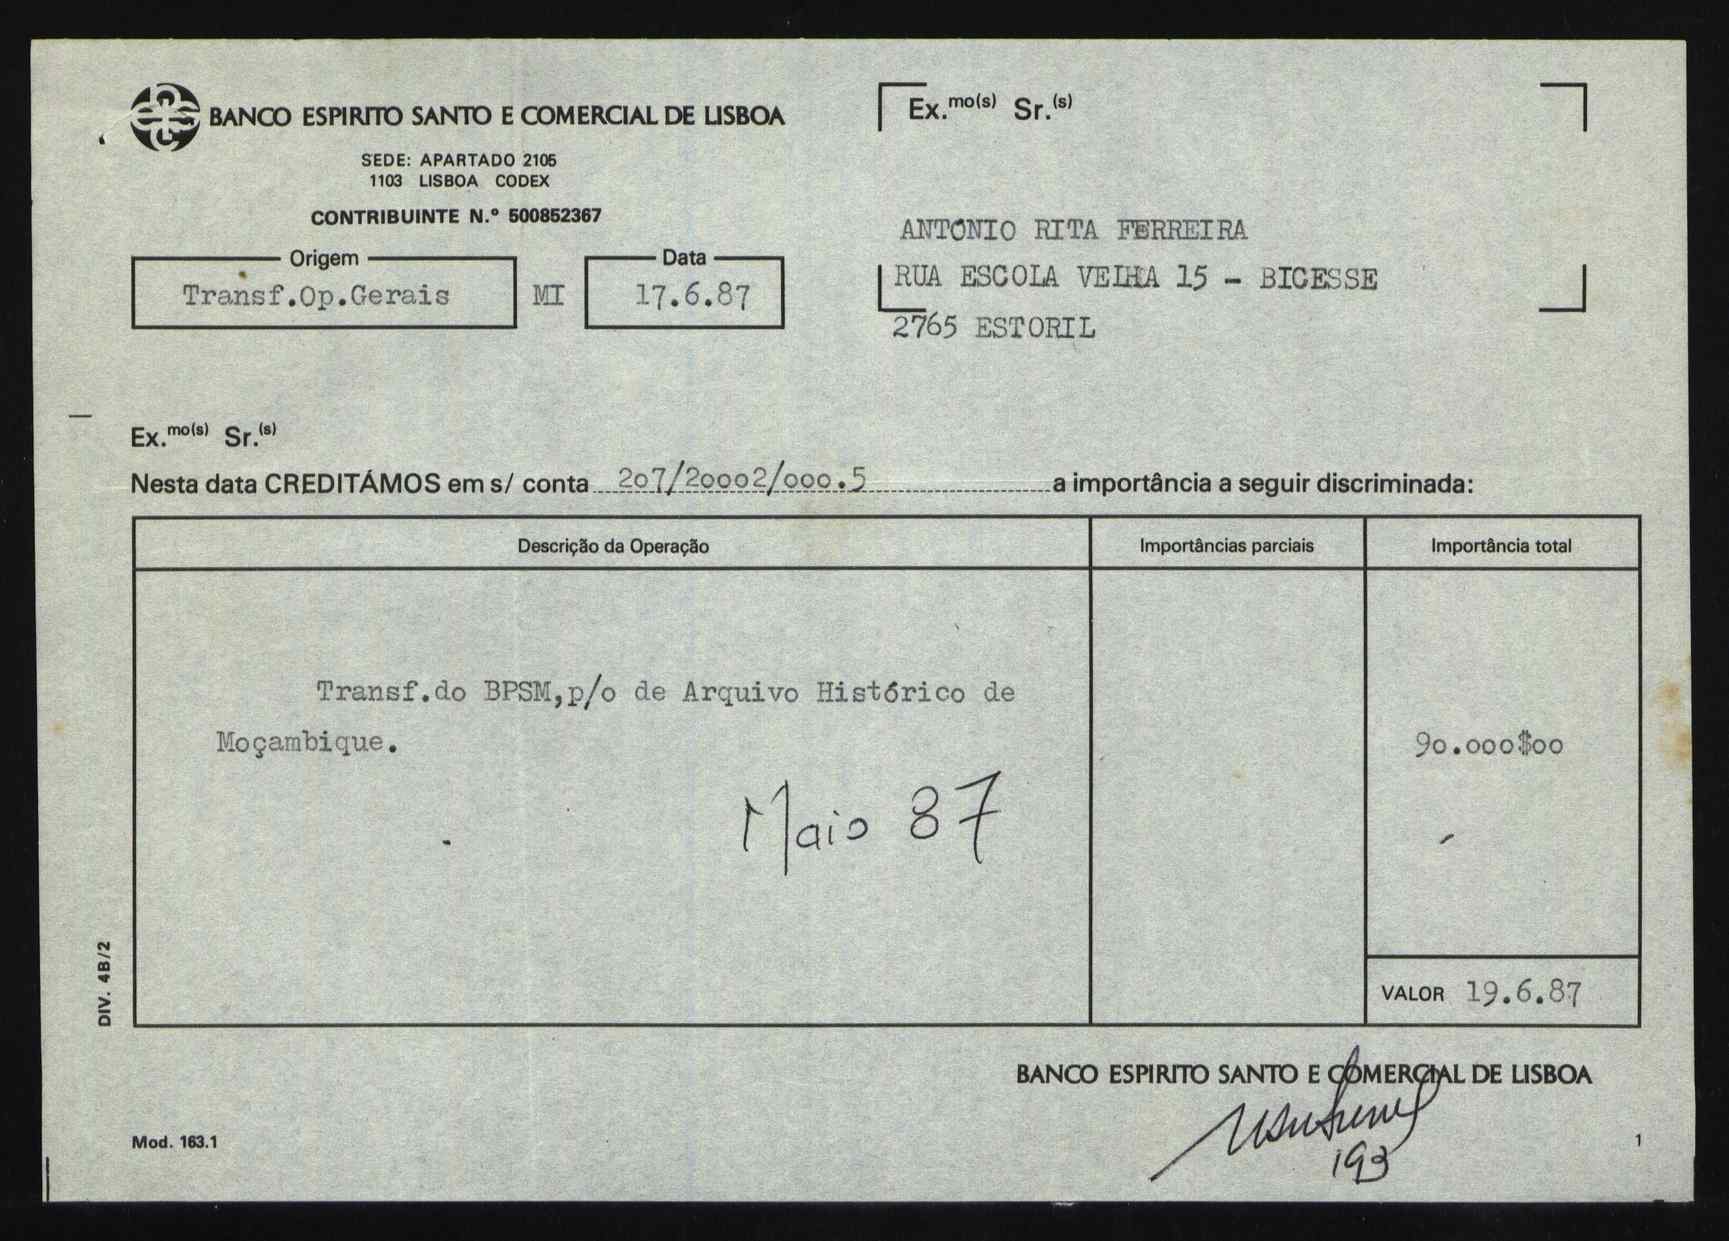 BANCO ESPIRITO SANTO E COMERCIAL DE LISBOA
SEDE: APARTADO 2105
1103 LISBOA CODEX
CONTRIBUINTE N.º 500852367
Origem
Transf.Op.Gerais
MI
Data
17.6.87
Ex.mo(s) Sr.(s)
ANTÓNIO RITA FERREIRA
RUA ESCOLA VELHA 15 - BICESSE
2765 ESTORIL
Ex.mo(s) Sr.(s)
Nesta data CREDITÁMOS em s/ conta 207/20002/000.5 a importância a seguir discriminada:
Descrição da Operação Importâncias parciais Importância total
Transf.do BPSM,p/o de Arquivo Histórico de
Moçambique. 90.000$00
Maio 87
VALOR 19.6.87
DIV. 4B/2
BANCO ESPIRITO SANTO E COMERCIAL DE LISBOA
193
Mod. 163.1
1